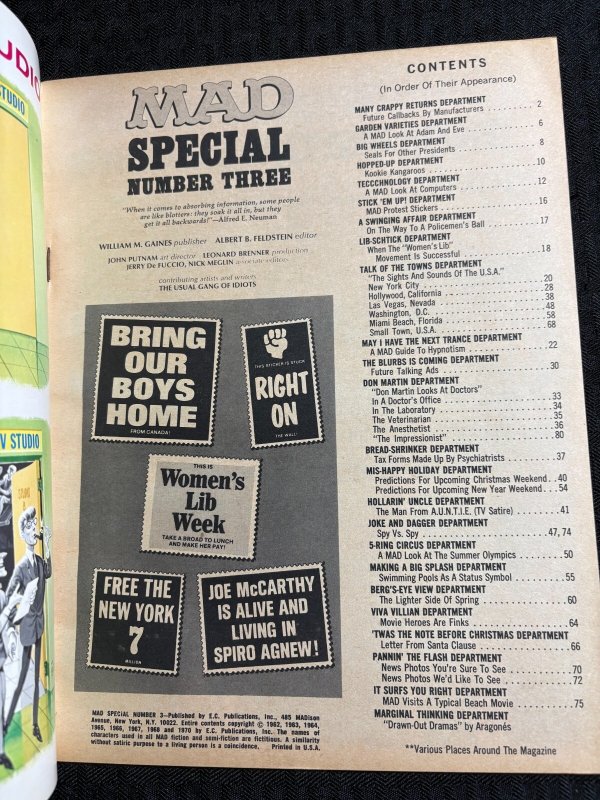 UDIO
STUDIO
V STUDIO
STUDIO
MAD
SPECIAL
NUMBER THREE
"When it comes to absorbing information, some people
are like blotters: they soak it all in, but they
get it all backwards!"—Alfred E. Neuman
WILLIAM M. GAINES publisher ALBERT B. FELDSTEIN editor
JOHN PUTNAM art director LEONARD BRENNER production
JERRY De FUCCIO, NICK MEGLIN associate editors
contributing artists and writers
THE USUAL GANG OF IDIOTS
BRING
OUR
BOYS
HOME
FROM CANADA!
THIS STICKER IS STUCK
RIGHT
ON
THE WALL!
THIS IS
Women's
Lib
Week
TAKE A BROAD TO LUNCH
AND MAKE HER PAY!
FREE THE
NEW YORK
7
MILLION
JOE McCARTHY
IS ALIVE AND
LIVING IN
SPIRO AGNEW!
MAD SPECIAL NUMBER 3—Published by E.C. Publications, Inc., 485 MADison
Avenue, New York, N.Y. 10022. Entire contents copyright © 1962, 1963, 1964,
1965, 1966, 1967, 1968 and 1970 by E.C. Publications, Inc. The names of
characters used in all MAD fiction and semi-fiction are fictitious. A similarity
without satiric purpose to a living person is a coincidence. Printed in U.S.A.
CONTENTS
(In Order Of Their Appearance)
MANY CRAPPY RETURNS DEPARTMENT
Future Callbacks By Manufacturers .......... 2
GARDEN VARIETIES DEPARTMENT
A MAD Look At Adam And Eve .......... 6
BIG WHEELS DEPARTMENT
Seals For Other Presidents .......... 8
HOPPED-UP DEPARTMENT
Kookie Kangaroos .......... 10
TECCCHNOLOGY DEPARTMENT
A MAD Look At Computers .......... 12
STICK 'EM UP! DEPARTMENT
MAD Protest Stickers .......... 16
A SWINGING AFFAIR DEPARTMENT
On The Way To A Policemen's Ball .......... 17
LIB-SCHTICK DEPARTMENT
When The "Women's Lib"
Movement Is Successful .......... 18
TALK OF THE TOWNS DEPARTMENT
"The Sights And Sounds Of The U.S.A."
New York City .......... 20
Hollywood, California .......... 28
Las Vegas, Nevada .......... 38
Washington, D.C. .......... 48
Miami Beach, Florida .......... 58
Small Town, U.S.A. .......... 68
MAY I HAVE THE NEXT TRANCE DEPARTMENT
A MAD Guide To Hypnotism .......... 22
THE BLURBS IS COMING DEPARTMENT
Future Talking Ads .......... 30
DON MARTIN DEPARTMENT
"Don Martin Looks At Doctors"
In A Doctor's Office .......... 33
In The Laboratory .......... 34
The Veterinarian .......... 35
The Anesthetist .......... 36
"The Impressionist" .......... 80
BREAD-SHRINKER DEPARTMENT
Tax Forms Made Up By Psychiatrists .......... 37
MIS-HAPPY HOLIDAY DEPARTMENT
Predictions For Upcoming Christmas Weekend..40
Predictions For Upcoming New Year Weekend...54
HOLLARIN' UNCLE DEPARTMENT
The Man From A.U.N.T.I.E. (TV Satire) .......... 41
JOKE AND DAGGER DEPARTMENT
Spy Vs. Spy .......... 47, 74
5-RING CIRCUS DEPARTMENT
A MAD Look At The Summer Olympics .......... 50
MAKING A BIG SPLASH DEPARTMENT
Swimming Pools As A Status Symbol .......... 55
BERG'S-EYE VIEW DEPARTMENT
The Lighter Side Of Spring .......... 60
VIVA VILLIAN DEPARTMENT
Movie Heroes Are Finks .......... 64
'TWAS THE NOTE BEFORE CHRISTMAS DEPARTMENT
Letter From Santa Clause .......... 66
PANNIN' THE FLASH DEPARTMENT
News Photos You're Sure To See .......... 70
News Photos We'd Like To See .......... 72
IT SURFS YOU RIGHT DEPARTMENT
MAD Visits A Typical Beach Movie .......... 75
MARGINAL THINKING DEPARTMENT
"Drawn-Out Dramas" by Aragonés .......... **
**Various Places Around The Magazine